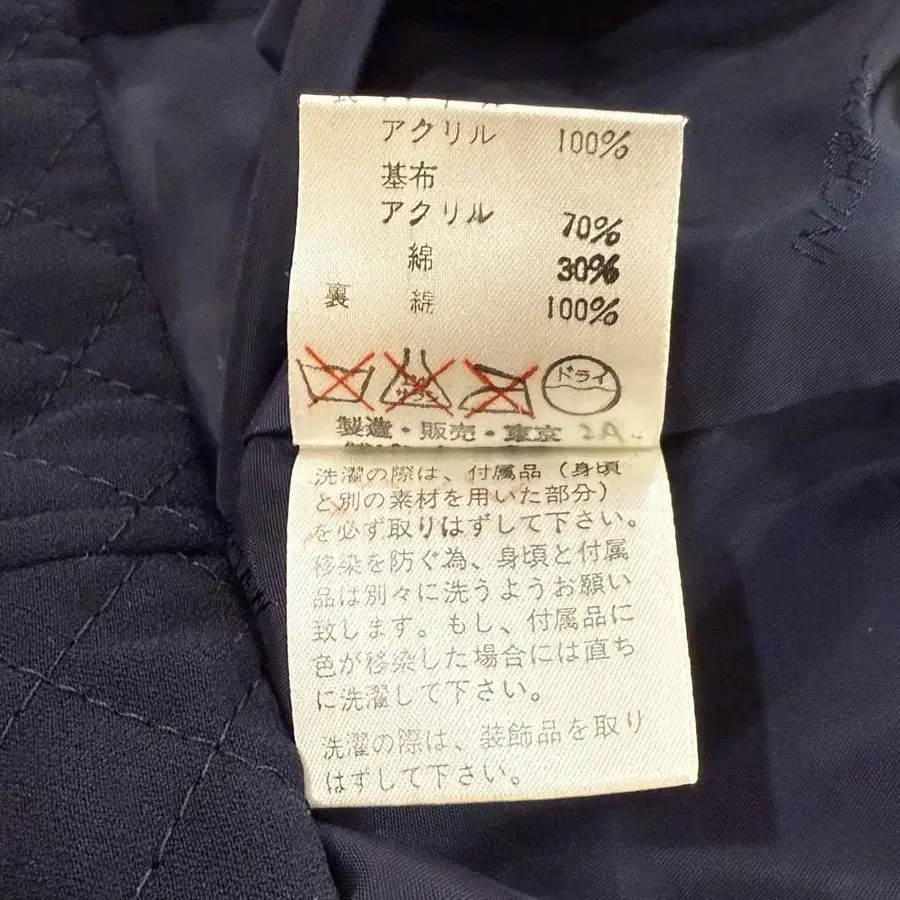 アクリル 100%
基布
アクリル 70%
綿 30%
裏 綿 100%
ドライ
製造・販売・東京
洗濯の際は、付属品(身頃
と別の素材を用いた部分)
を必ず取りはずして下さい。
移染を防ぐ為、身頃と付属
品は別々に洗うようお願い
致します。もし、付属品に
色が移染した場合には直ち
に洗濯して下さい。
洗濯の際は、装飾品を取り
はずして下さい。